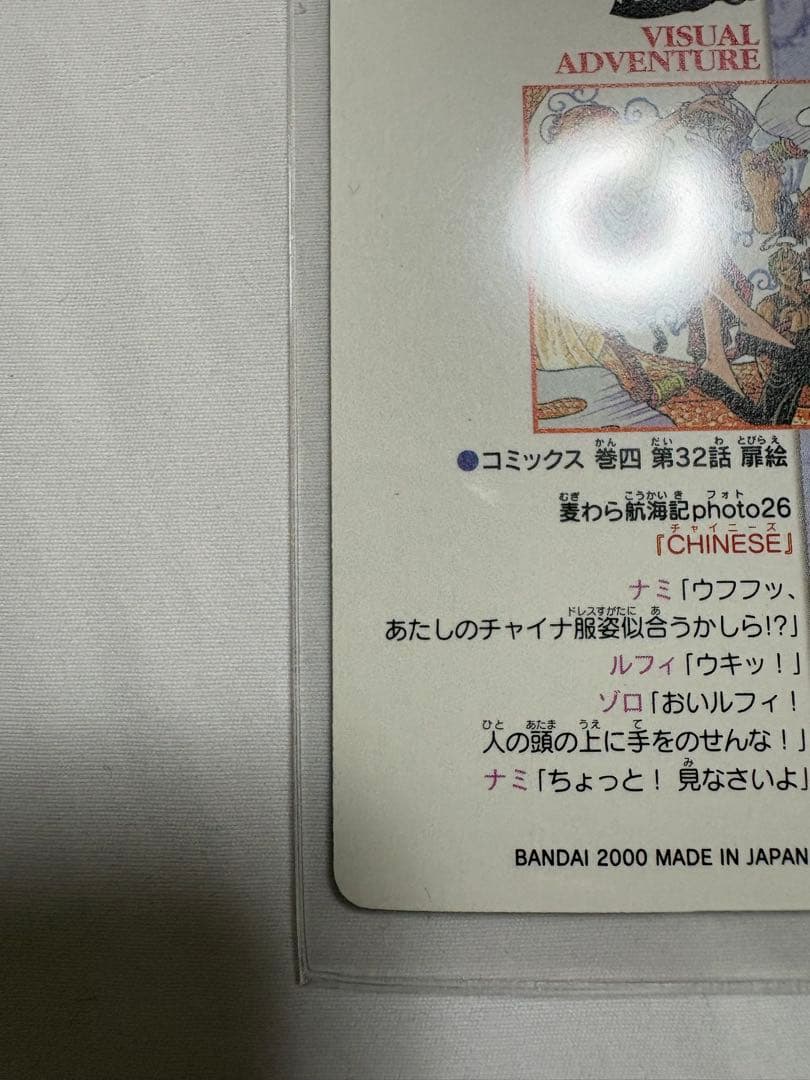 VISUAL
ADVENTURE
●コミックス 巻四 第32話 扉絵
麦わら航海記photo26
『CHINESE』
ナミ「ウフフッ、
あたしのチャイナ服姿似合うかしら!?」
ルフィ「ウキッ！」
ゾロ「おいルフィ！
人の頭の上に手をのせんな！」
ナミ「ちょっと！ 見なさいよ」
BANDAI 2000 MADE IN JAPAN